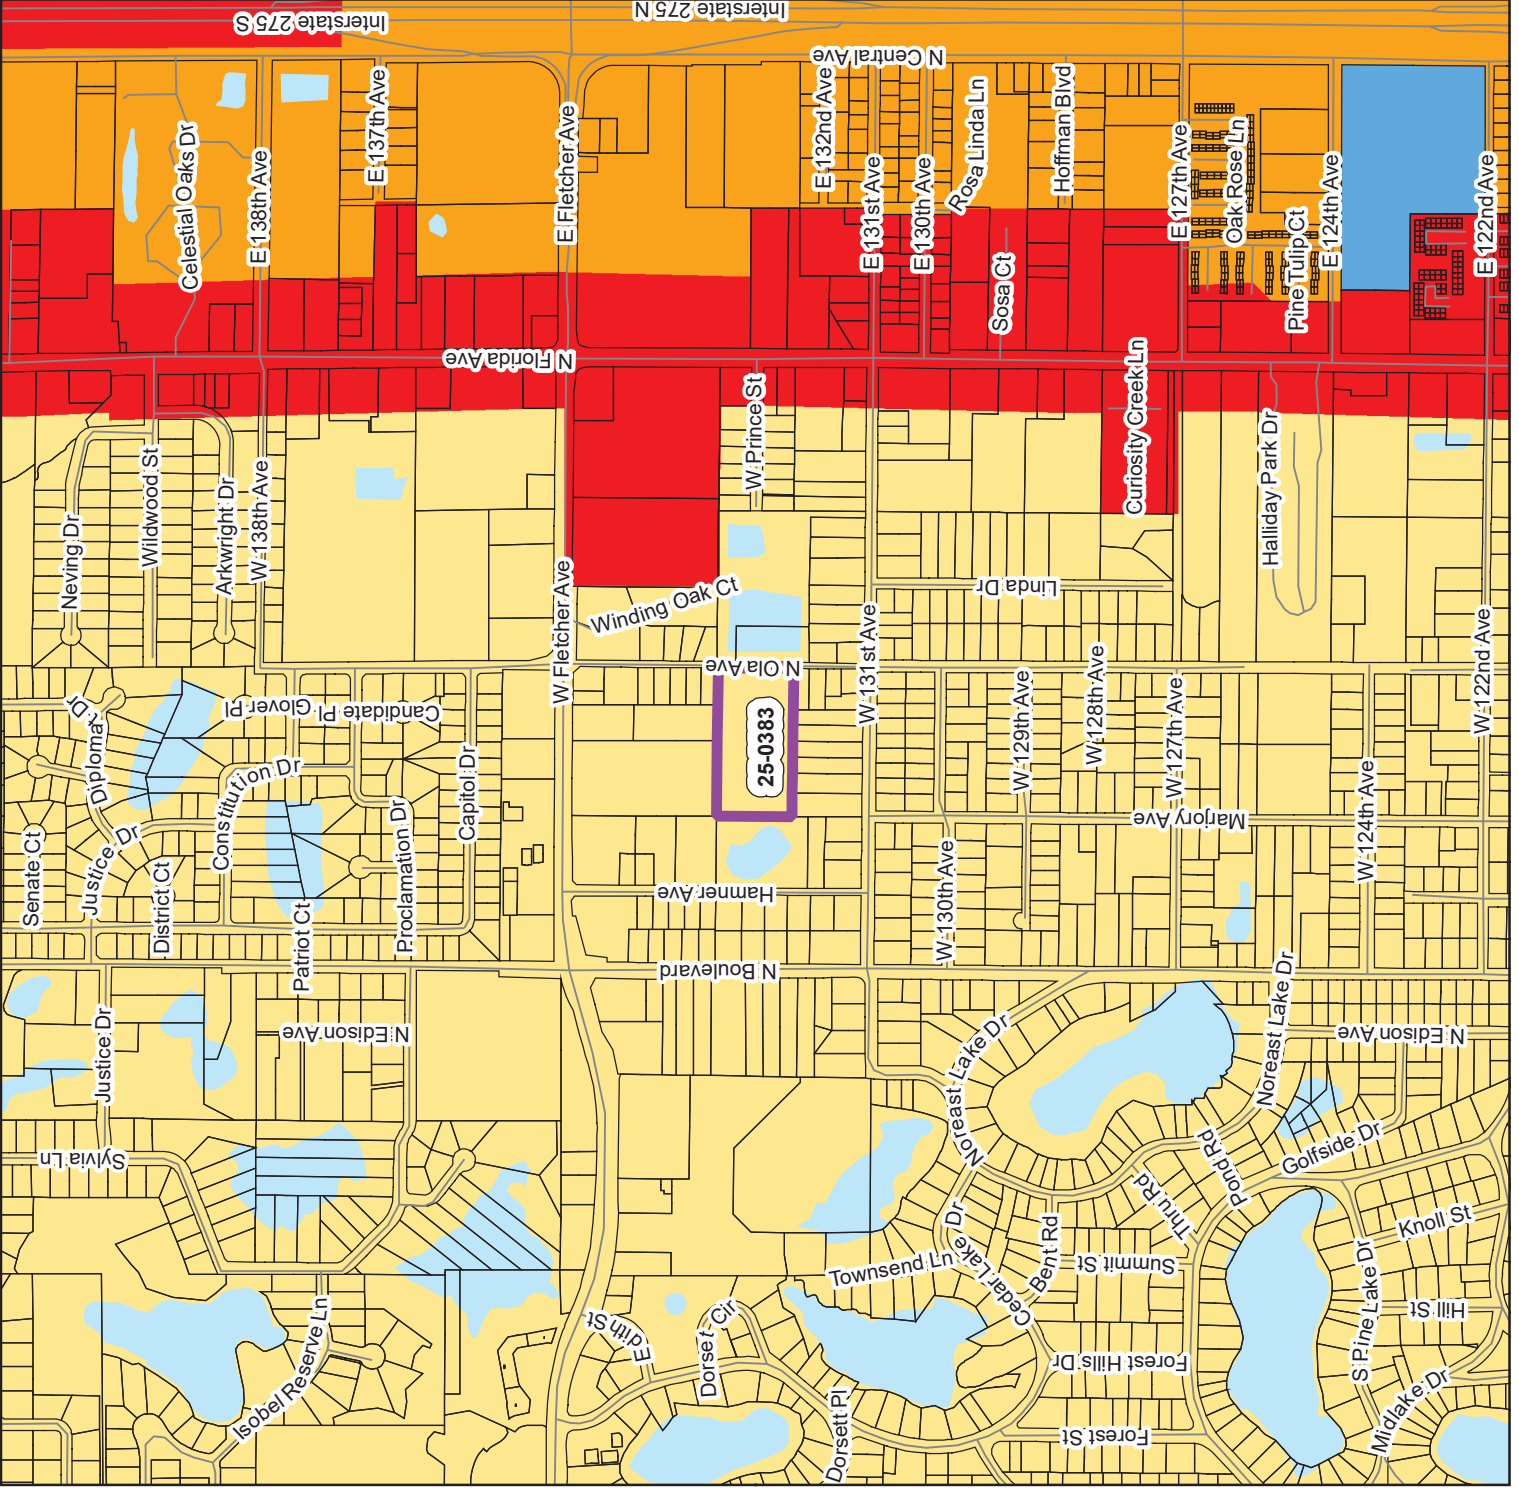 Interstate 275 S
Interstate 275 N
N Central Ave
E 137th Ave
E 132nd Ave
Hoffman Blvd
Rosa Linda Ln
Celestial Oaks Dr
E 138th Ave
E Fletcher Ave
E 131st Ave
E 130th Ave
E 127th Ave
Oak Rose Ln
E 124th Ave
E 122nd Ave
Pine Tulip Ct
Sosa Ct
N Florida Ave
Curiosity Creek Ln
W Prince St
Halliday Park Dr
Wildwood St
Arkwright Dr
W 138th Ave
Neving Dr
W Fletcher Ave
Winding Oak Ct
Linda Dr
W 131st Ave
W 122nd Ave
N Ola Ave
W 129th Ave
W 128th Ave
W 127th Ave
Diplomat Dr
Glover Pl
Candidate Pl
25-0383
Constitution Dr
Capitol Dr
Proclamation Dr
Marjory Ave
W 124th Ave
Senate Ct
Justice Dr
District Ct
Patriot Ct
Hamner Ave
W 130th Ave
N Boulevard
Noreast Lake Dr
Justice Dr
N Edison Ave
Noreast Lake Dr
N Edison Ave
Sylvia Ln
Golfside Dr
Pond Rd
Thru Rd
Knoll St
Townsend Ln
Cedar Lake Dr
Bent Rd
Summit St
S Pine Lake Dr
Hill St
Isobel Reserve Ln
Edith St
Dorset Cir
Forest Hills Dr
Dorsett Pl
Forest St
Midlake Dr